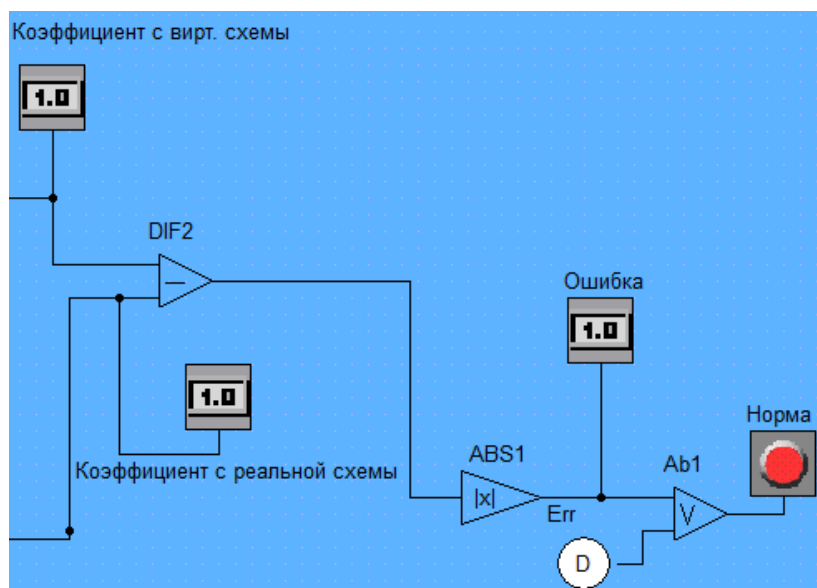 Коэффициент с вирт. схемы
1.0
DIF2
—
Ошибка
1.0
1.0
Коэффициент с реальной схемы
Норма
ABS1
|x|
Err
Ab1
V
D